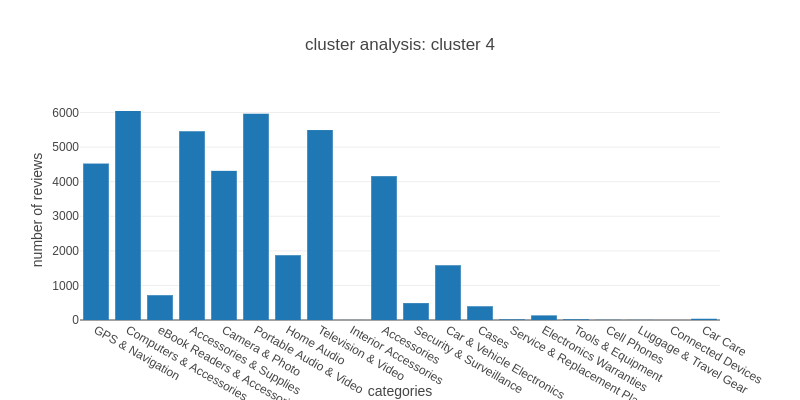 cluster analysis: cluster 4
number of reviews
6000
5000
4000
3000
2000
1000
0
GPS & Navigation
Computers & Accessories
eBook Readers & Accessor
Accessories & Supplies
Camera & Photo
Portable Audio & Video
Home Audio
Television & Video
Interior Accessories
Accessories
Security & Surveillance
Car & Vehicle Electronics
Cases
Service & Replacement Pla
Electronics Warranties
Tools & Equipment
Cell Phones
Luggage & Travel Gear
Connected Devices
Car Care
categories